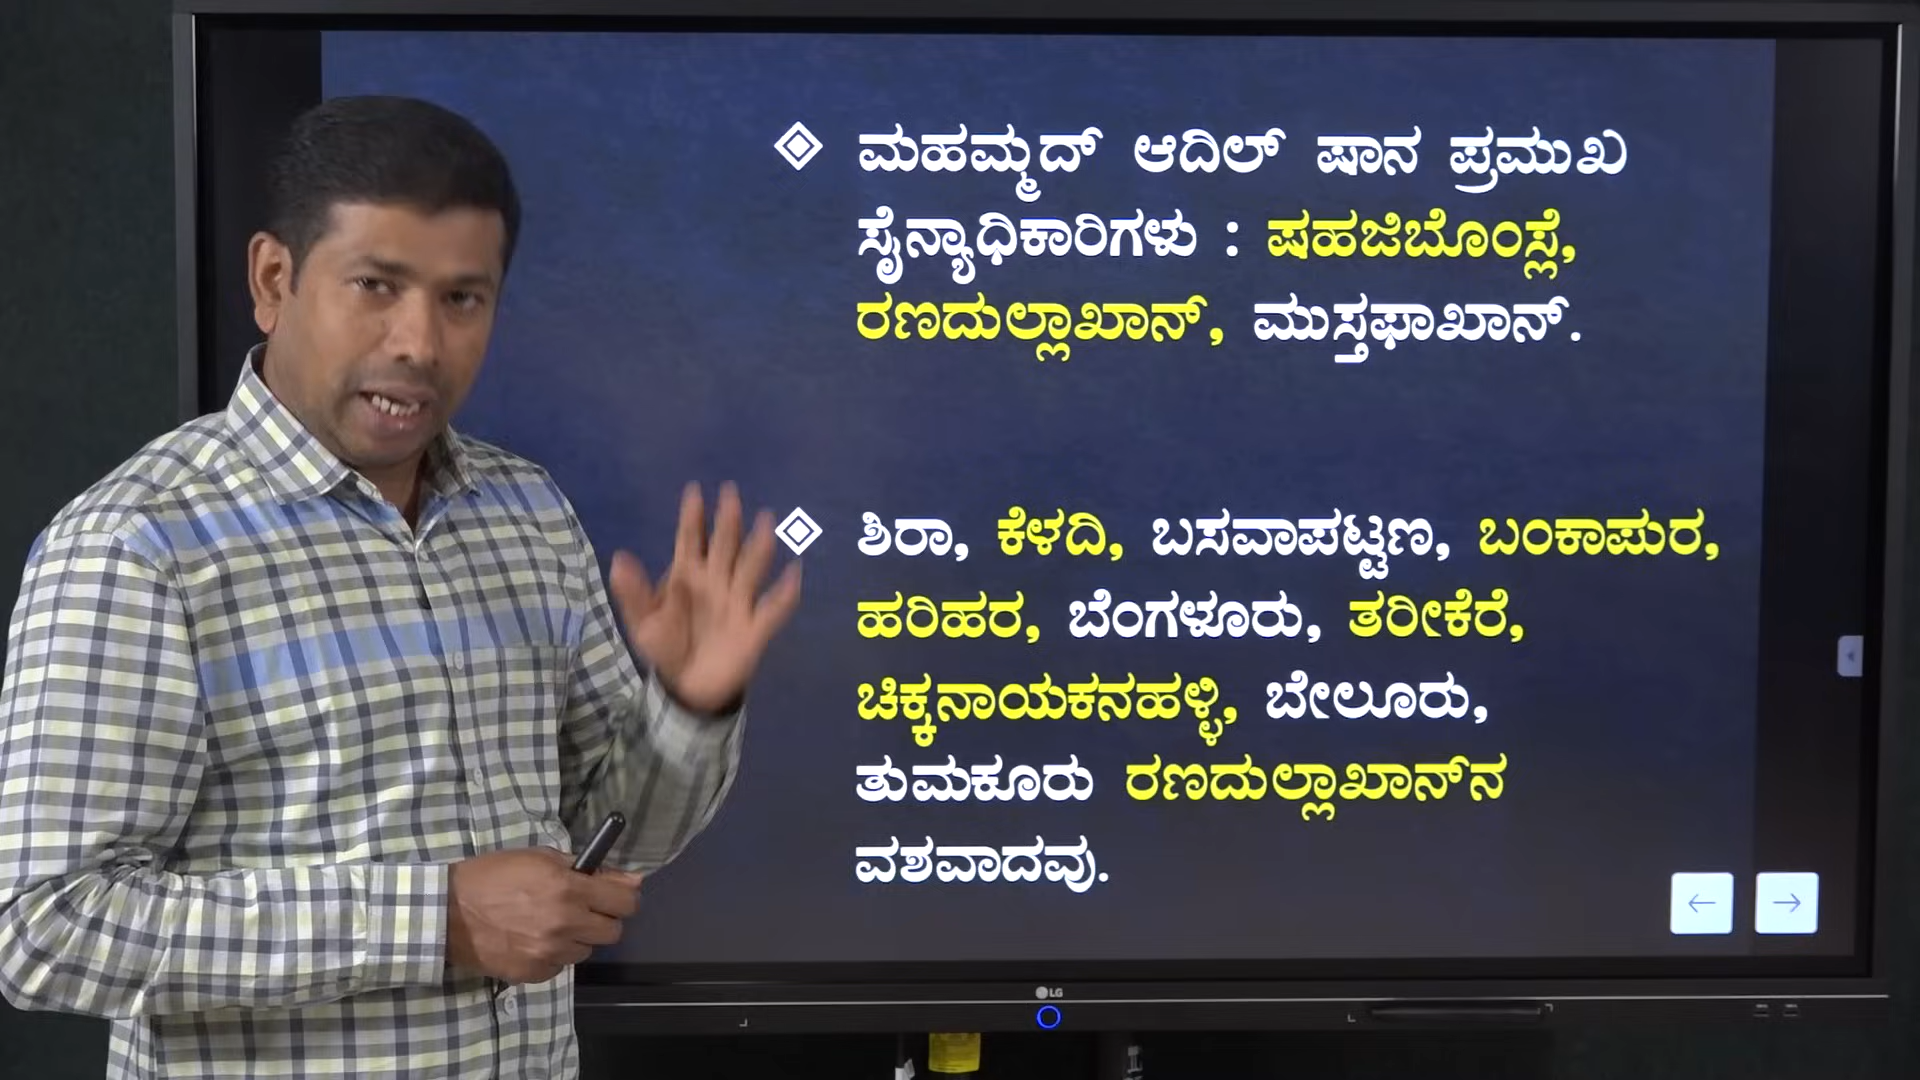 ಮಹಮ್ಮದ್ ಆದಿಲ್ ಷಾನ ಪ್ರಮುಖ
ಸೈನ್ಯಾಧಿಕಾರಿಗಳು : ಷಹಜಿಬೊಂಸ್ಲೆ,
ರಣದುಲ್ಲಾಖಾನ್, ಮುಸ್ತಫಾಖಾನ್.
ಶಿರಾ, ಕೆಳದಿ, ಬಸವಾಪಟ್ಟಣ, ಬಂಕಾಪುರ,
ಹರಿಹರ, ಬೆಂಗಳೂರು, ತರೀಕೆರೆ,
ಚಿಕ್ಕನಾಯಕನಹಳ್ಳಿ, ಬೇಲೂರು,
ತುಮಕೂರು ರಣದುಲ್ಲಾಖಾನ್‌ನ
ವಶವಾದವು.
LG